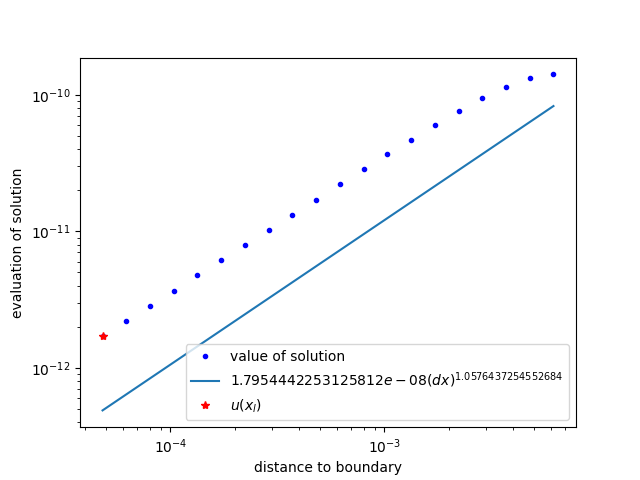 10⁻¹⁰
10⁻¹¹
10⁻¹²
evaluation of solution
value of solution
1.7954442253125812e − 08(dx)¹·⁰⁵⁷⁶⁴³⁷²⁵⁴⁵⁵²⁶⁸⁴
u(x_l)
10⁻⁴
10⁻³
distance to boundary